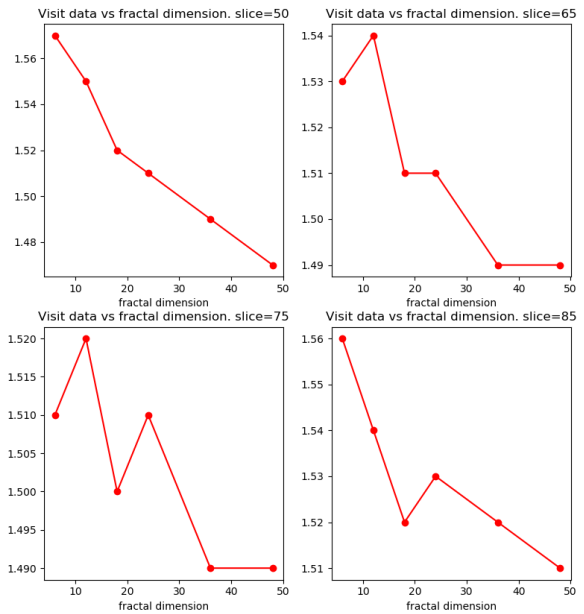 Visit data vs fractal dimension. slice=50
1.56
1.54
1.52
1.50
1.48
10 20 30 40 50
fractal dimension
Visit data vs fractal dimension. slice=65
1.54
1.53
1.52
1.51
1.50
1.49
10 20 30 40 50
fractal dimension
Visit data vs fractal dimension. slice=75
1.520
1.515
1.510
1.505
1.500
1.495
1.490
10 20 30 40 50
fractal dimension
Visit data vs fractal dimension. slice=85
1.56
1.55
1.54
1.53
1.52
1.51
10 20 30 40 50
fractal dimension